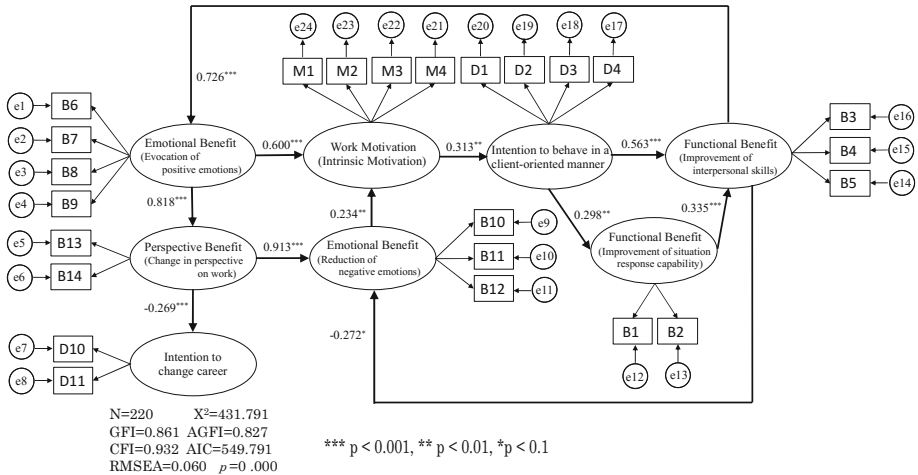 e24 e23 e22 e21 e20 e19 e18 e17
M1 M2 M3 M4 D1 D2 D3 D4
0.726***
e1 B6
e2 B7
e3 B8
e4 B9
Emotional Benefit
(Evocation of
positive emotions)
0.600***
Work Motivation
(Intrinsic Motivation)
0.313**
Intention to behave in a
client-oriented manner
0.563***
Functional Benefit
(Improvement of
interpersonal skills)
B3 e16
B4 e15
B5 e14
0.818***
0.234**
0.298**
0.335***
e5 B13
e6 B14
Perspective Benefit
(Change in perspective
on work)
0.913***
Emotional Benefit
(Reduction of
negative emotions)
B10 e9
B11 e10
B12 e11
Functional Benefit
(Improvement of situation
response capability)
-0.269***
-0.272*
B1 B2
e12 e13
e7 D10
e8 D11
Intention to
change career
N=220 X²=431.791
GFI=0.861 AGFI=0.827
CFI=0.932 AIC=549.791
RMSEA=0.060 p=0 .000
*** p < 0.001, ** p < 0.01, *p < 0.1